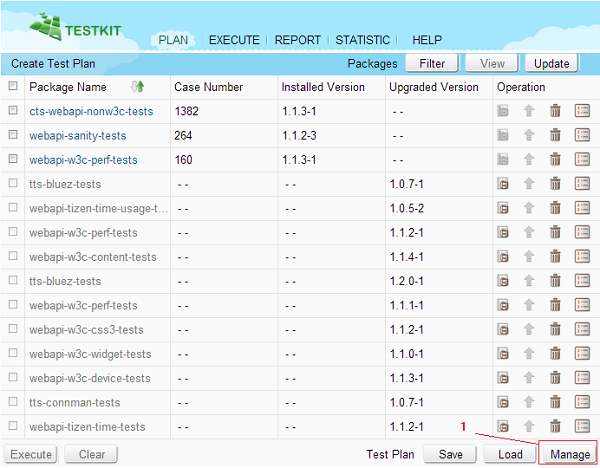 TESTKIT
PLAN EXECUTE REPORT STATISTIC HELP
Create Test Plan Packages Filter View Update
Package Name Case Number Installed Version Upgraded Version Operation
cts-webapi-nonw3c-tests 1382 1.1.3-1 - -
webapi-sanity-tests 264 1.1.2-3 - -
webapi-w3c-perf-tests 160 1.1.3-1 - -
tts-bluez-tests - - - - 1.0.7-1
webapi-tizen-time-usage-t... - - - - 1.0.5-2
webapi-w3c-perf-tests - - - - 1.1.2-1
webapi-w3c-content-tests - - - - 1.1.4-1
tts-bluez-tests - - - - 1.2.0-1
webapi-w3c-perf-tests - - - - 1.1.1-1
webapi-w3c-css3-tests - - - - 1.1.2-1
webapi-w3c-widget-tests - - - - 1.1.0-1
webapi-w3c-device-tests - - - - 1.1.3-1
tts-connman-tests - - - - 1.0.7-1
webapi-tizen-time-tests - - - - 1.1.2-1 1
Execute Clear Test Plan Save Load Manage